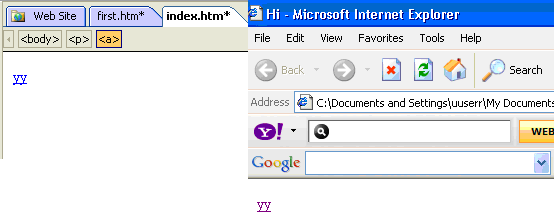 Web Site first.htm* index.htm*
<body> <p> <a>
yy
Hi - Microsoft Internet Explorer
File Edit View Favorites Tools Help
Back Search
Address C:\Documents and Settings\uuserr\My Documents
Y! WEB
Google
yy